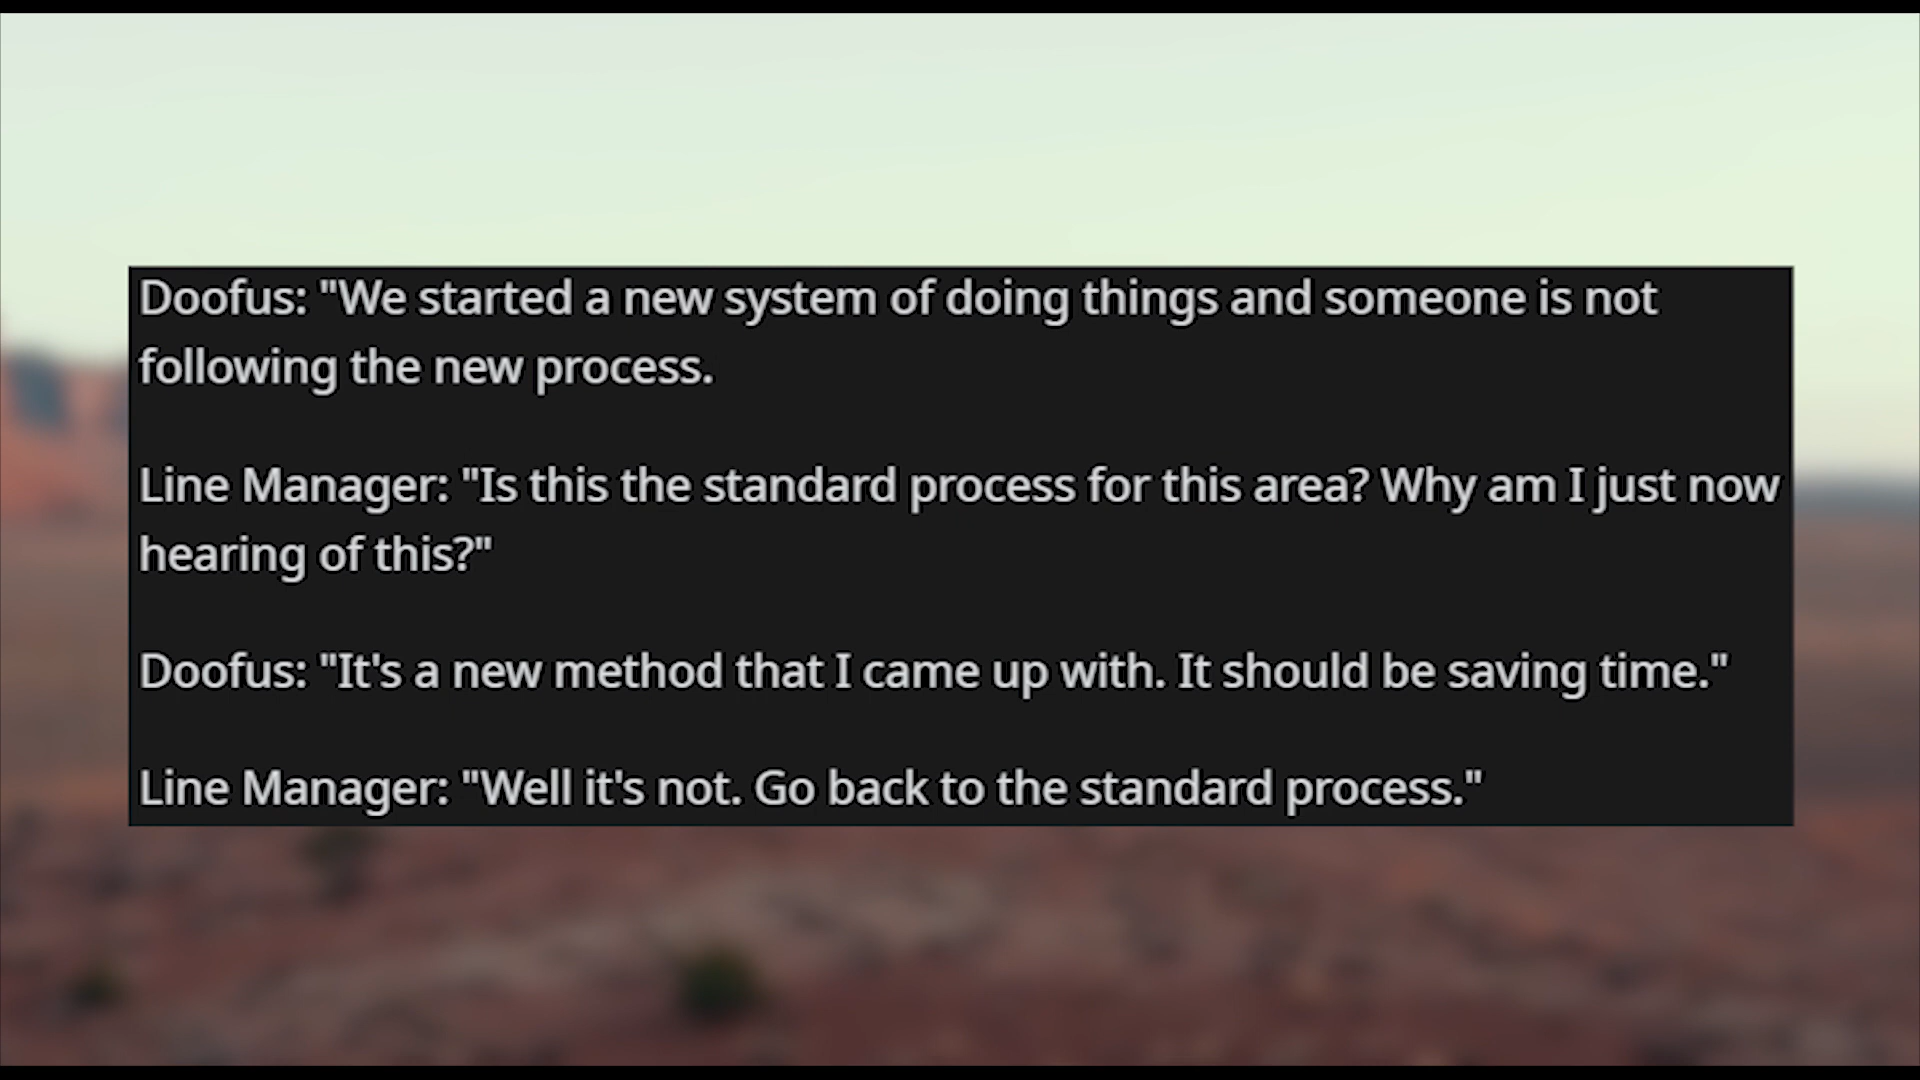 Doofus: "We started a new system of doing things and someone is not
following the new process.
Line Manager: "Is this the standard process for this area? Why am I just now
hearing of this?"
Doofus: "It's a new method that I came up with. It should be saving time."
Line Manager: "Well it's not. Go back to the standard process."